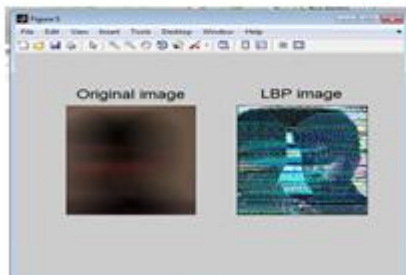 Figure 5
File Edit View Insert Tools Desktop Window Help
Original image
LBP image